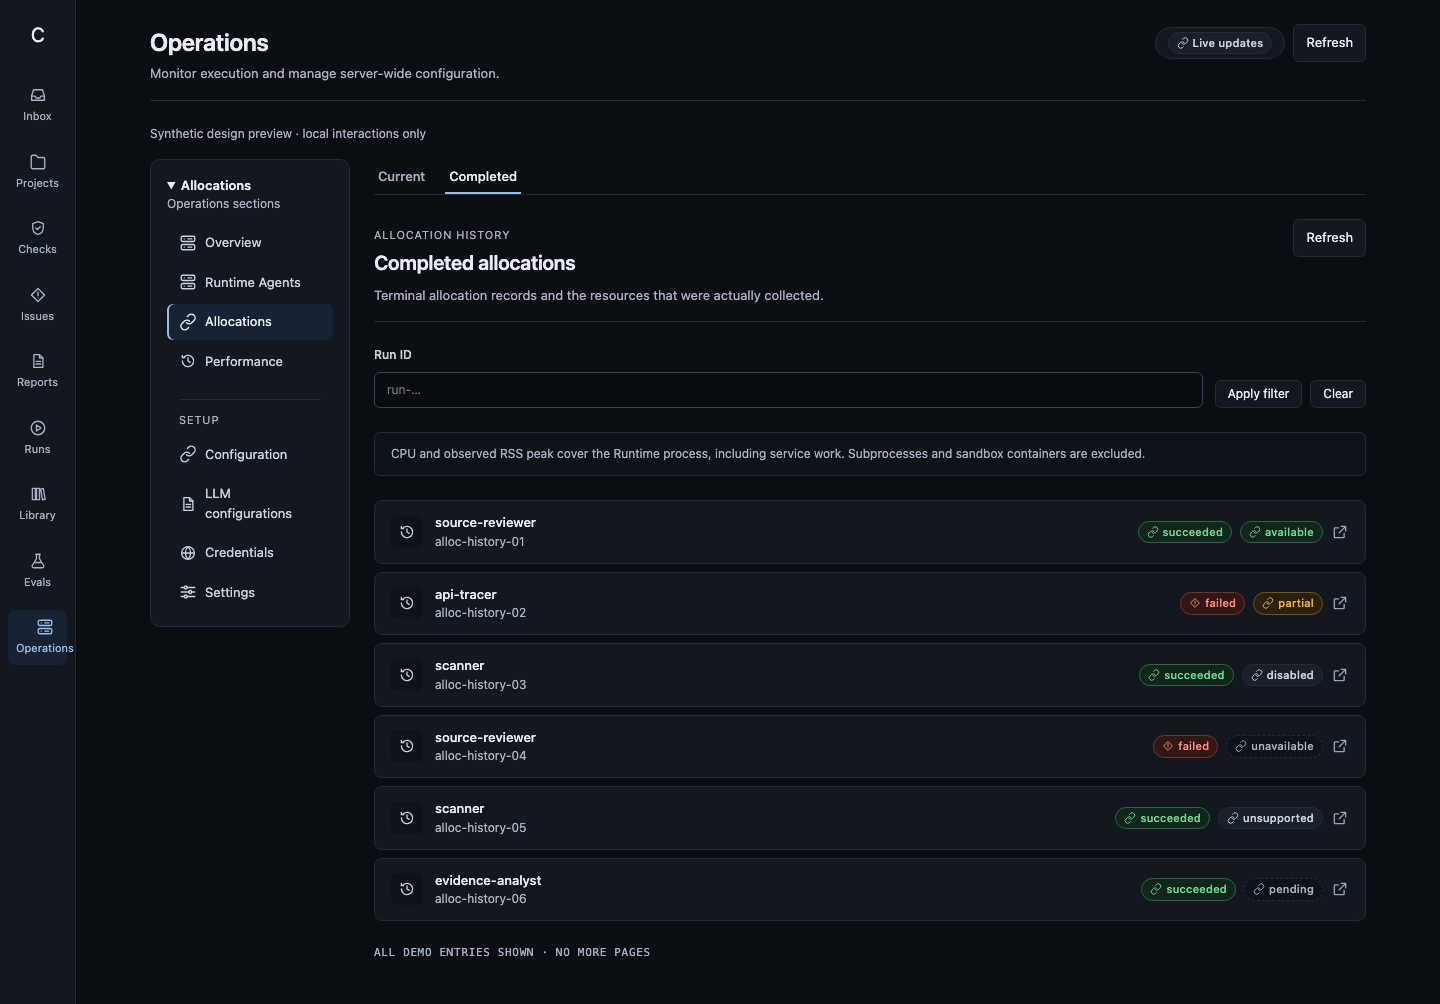 C
Inbox
Projects
Checks
Issues
Reports
Runs
Library
Evals
Operations
Operations
Monitor execution and manage server-wide configuration.
Live updates
Refresh
Synthetic design preview · local interactions only
▼ Allocations
Operations sections
Overview
Runtime Agents
Allocations
Performance
SETUP
Configuration
LLM
configurations
Credentials
Settings
Current
Completed
ALLOCATION HISTORY
Completed allocations
Terminal allocation records and the resources that were actually collected.
Refresh
Run ID
run-...
Apply filter
Clear
CPU and observed RSS peak cover the Runtime process, including service work. Subprocesses and sandbox containers are excluded.
source-reviewer
alloc-history-01
succeeded
available
api-tracer
alloc-history-02
failed
partial
scanner
alloc-history-03
succeeded
disabled
source-reviewer
alloc-history-04
failed
unavailable
scanner
alloc-history-05
succeeded
unsupported
evidence-analyst
alloc-history-06
succeeded
pending
ALL DEMO ENTRIES SHOWN · NO MORE PAGES